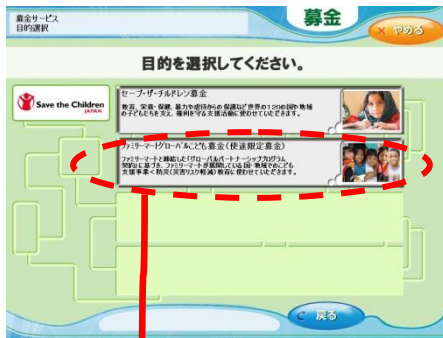 募金サービス
目的選択
募金
× やめる
目的を選択してください。
Save the Children
JAPAN
セーブ・ザ・チルドレン募金
教育、栄養・保健、暴力や虐待からの保護など世界の120の国や地域
の子どもたちを支え、権利を守る支援活動に使わせていただきます。
ファミリーマートグローバルこども募金(使途限定募金)
ファミリーマートと締結した「グローバルパートナーシッププログラム」
契約に基づき、ファミリーマートが展開している国・地域でのこども
支援事業<防災(災害リスク軽減)教育に使わせていただきます。
戻る